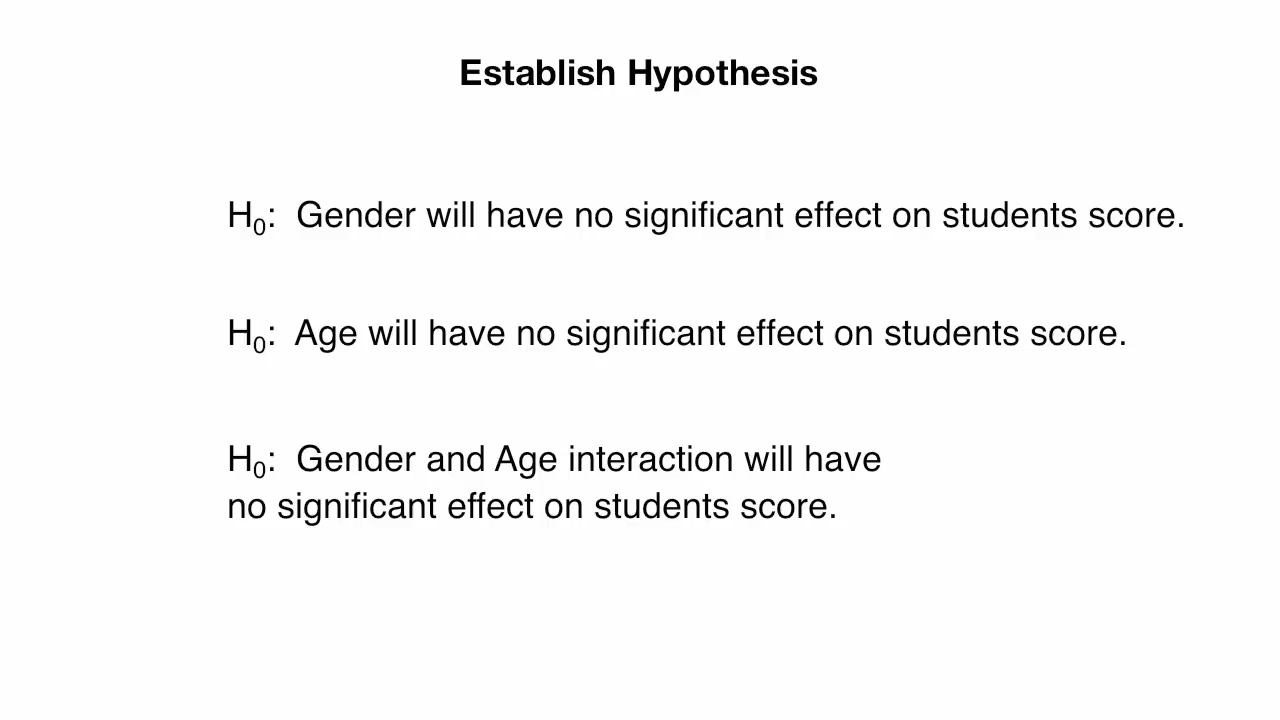 Establish Hypothesis
H₀: Gender will have no significant effect on students score.
H₀: Age will have no significant effect on students score.
H₀: Gender and Age interaction will have
no significant effect on students score.